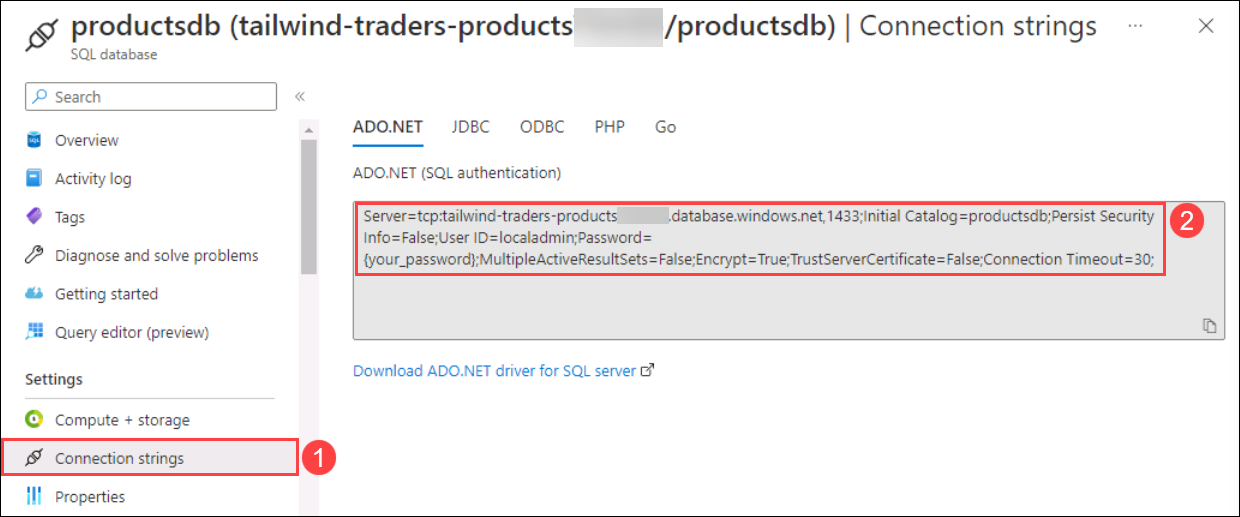 productsdb (tailwind-traders-products /productsdb) | Connection strings ...
SQL database
Search
Overview
Activity log
Tags
Diagnose and solve problems
Getting started
Query editor (preview)
Settings
Compute + storage
Connection strings
1
Properties
ADO.NET JDBC ODBC PHP Go
ADO.NET (SQL authentication)
Server=tcp:tailwind-traders-products .database.windows.net,1433;Initial Catalog=productsdb;Persist Security
Info=False;User ID=localadmin;Password=
{your_password};MultipleActiveResultSets=False;Encrypt=True;TrustServerCertificate=False;Connection Timeout=30;
2
Download ADO.NET driver for SQL server